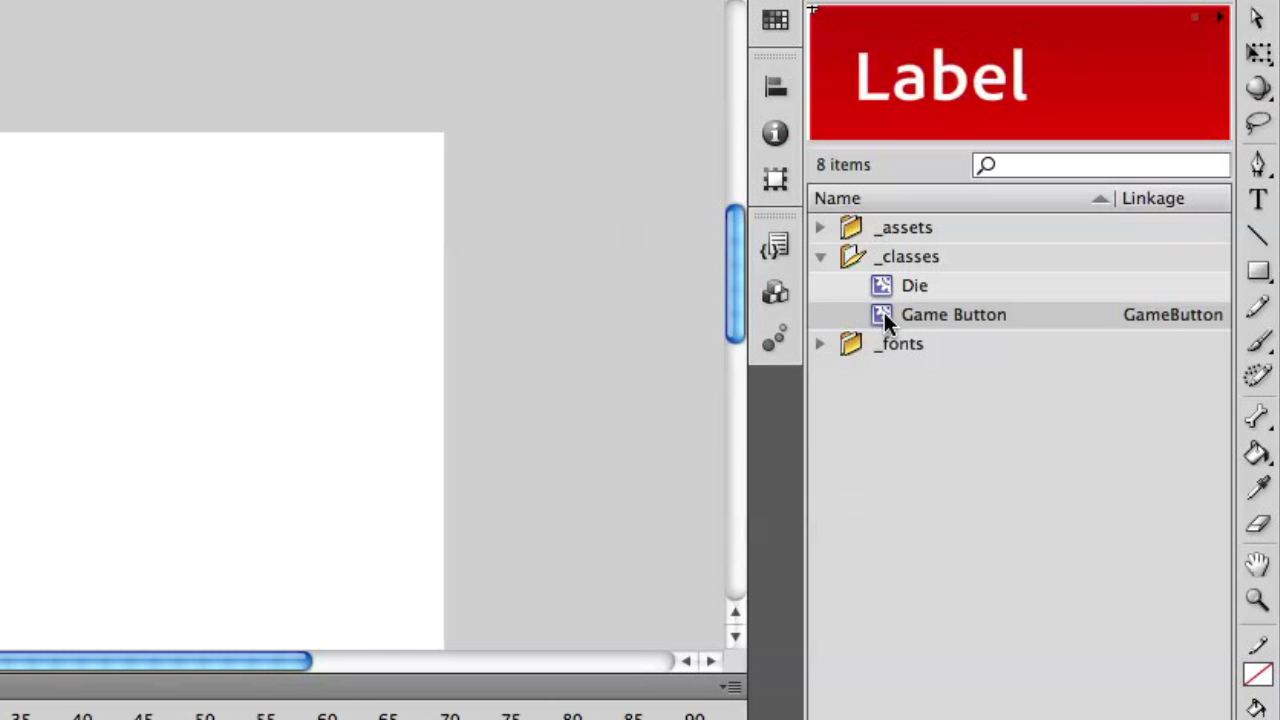 Label
8 items
Name Linkage
_assets
_classes
Die
Game Button GameButton
_fonts
T
35 40 45 50 55 60 65 70 75 80 85 90